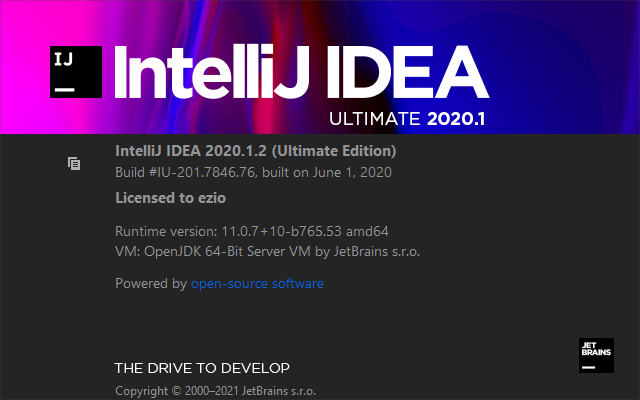 IJ
IntelliJ IDEA
ULTIMATE 2020.1
IntelliJ IDEA 2020.1.2 (Ultimate Edition)
Build #IU-201.7846.76, built on June 1, 2020
Licensed to ezio
Runtime version: 11.0.7+10-b765.53 amd64
VM: OpenJDK 64-Bit Server VM by JetBrains s.r.o.
Powered by open-source software
JET
BRAINS
THE DRIVE TO DEVELOP
Copyright © 2000–2021 JetBrains s.r.o.